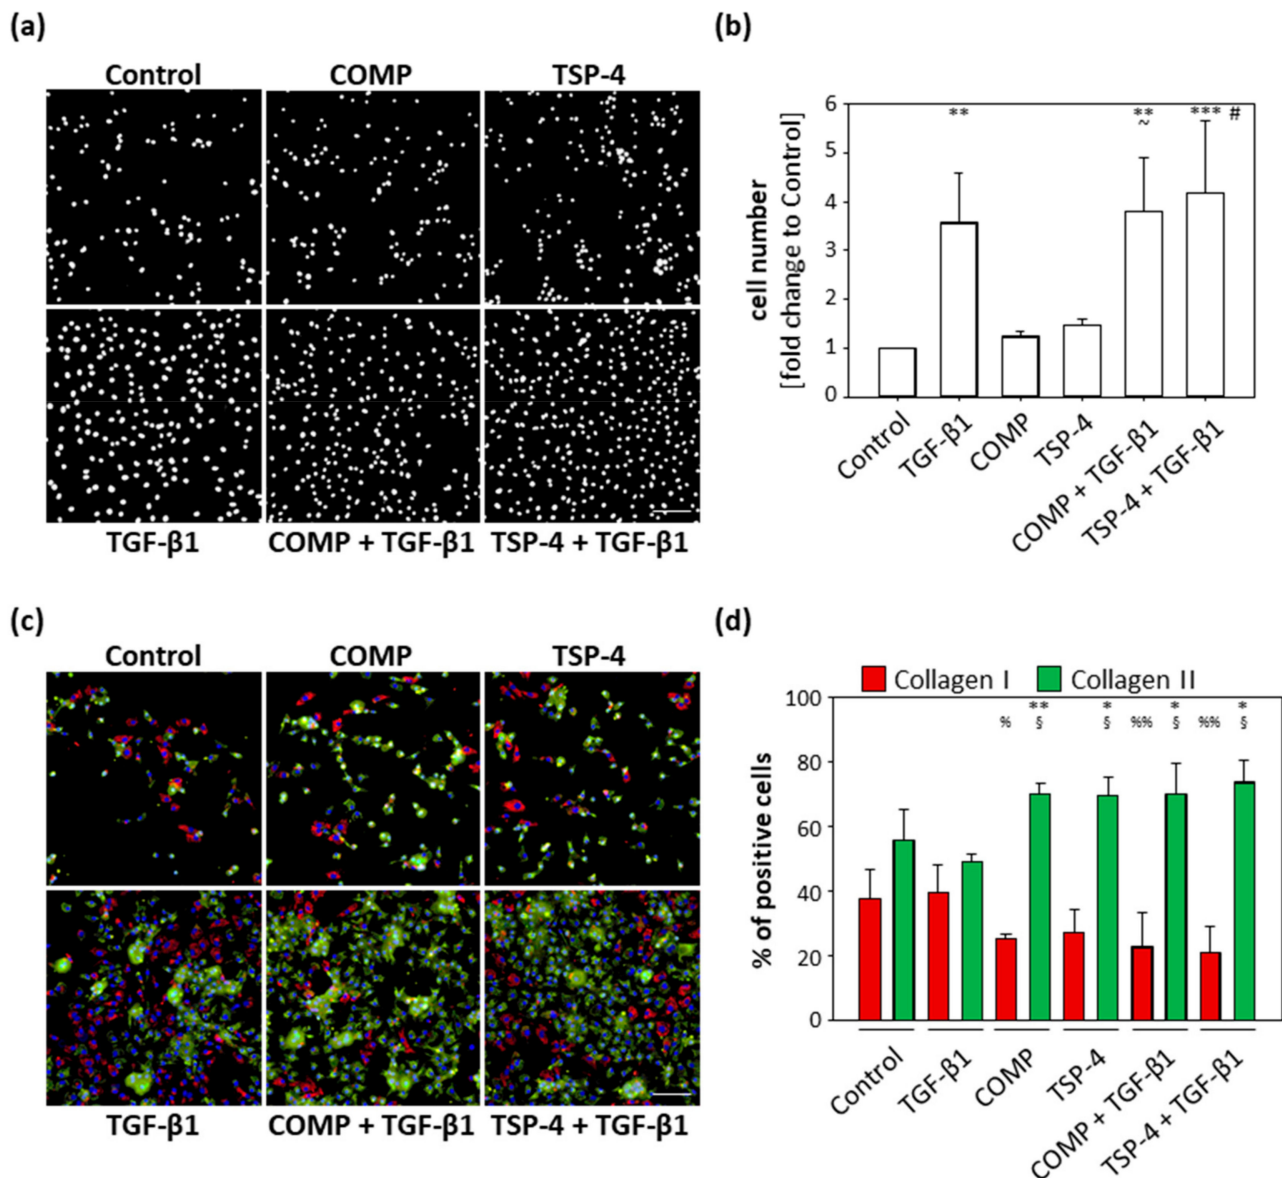 (a)
Control COMP TSP-4
TGF-β1 COMP + TGF-β1 TSP-4 + TGF-β1
(b)
cell number
[fold change to Control]
6
5
4
3
2
1
0
** ** *** #
~
Control TGF-β1 COMP TSP-4 COMP + TGF-β1 TSP-4 + TGF-β1
(c)
Control COMP TSP-4
TGF-β1 COMP + TGF-β1 TSP-4 + TGF-β1
(d)
Collagen I Collagen II
% of positive cells
100
80
60
40
20
0
** * * *
% § § %% § %% §
Control TGF-β1 COMP TSP-4 COMP + TGF-β1 TSP-4 + TGF-β1